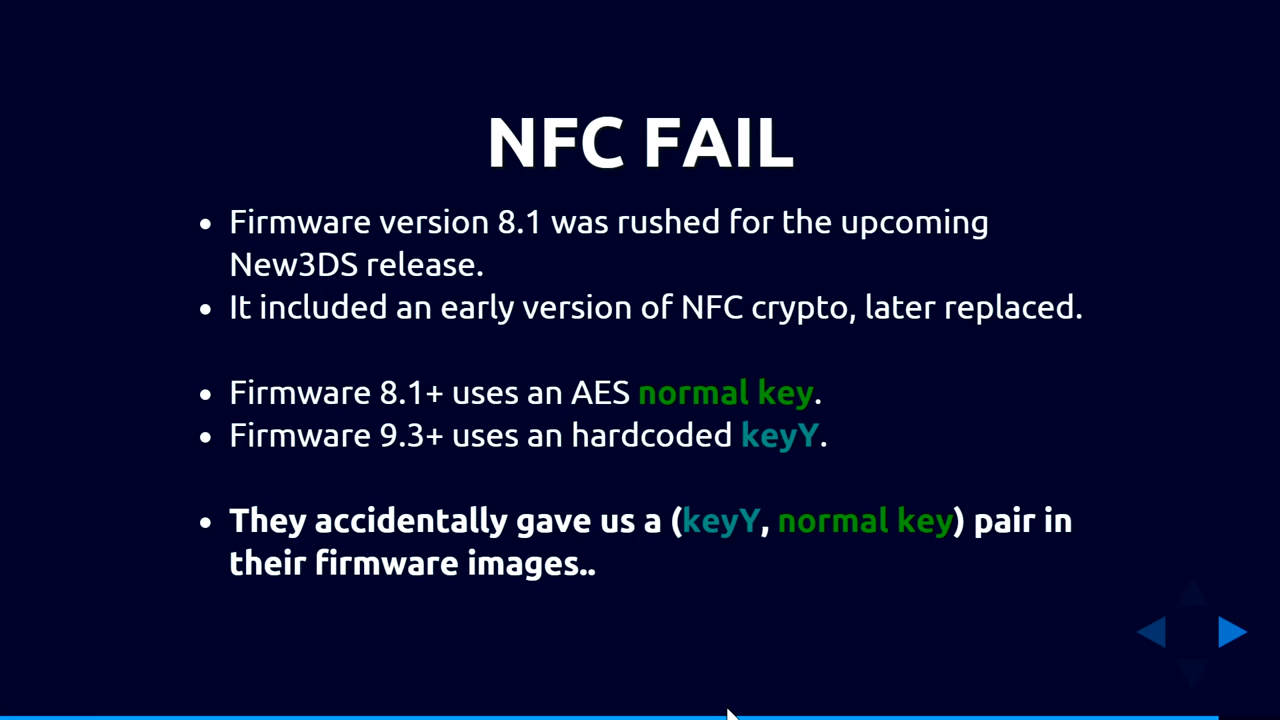 NFC FAIL
• Firmware version 8.1 was rushed for the upcoming
New3DS release.
• It included an early version of NFC crypto, later replaced.
• Firmware 8.1+ uses an AES normal key.
• Firmware 9.3+ uses an hardcoded keyY.
• They accidentally gave us a (keyY, normal key) pair in
their firmware images..